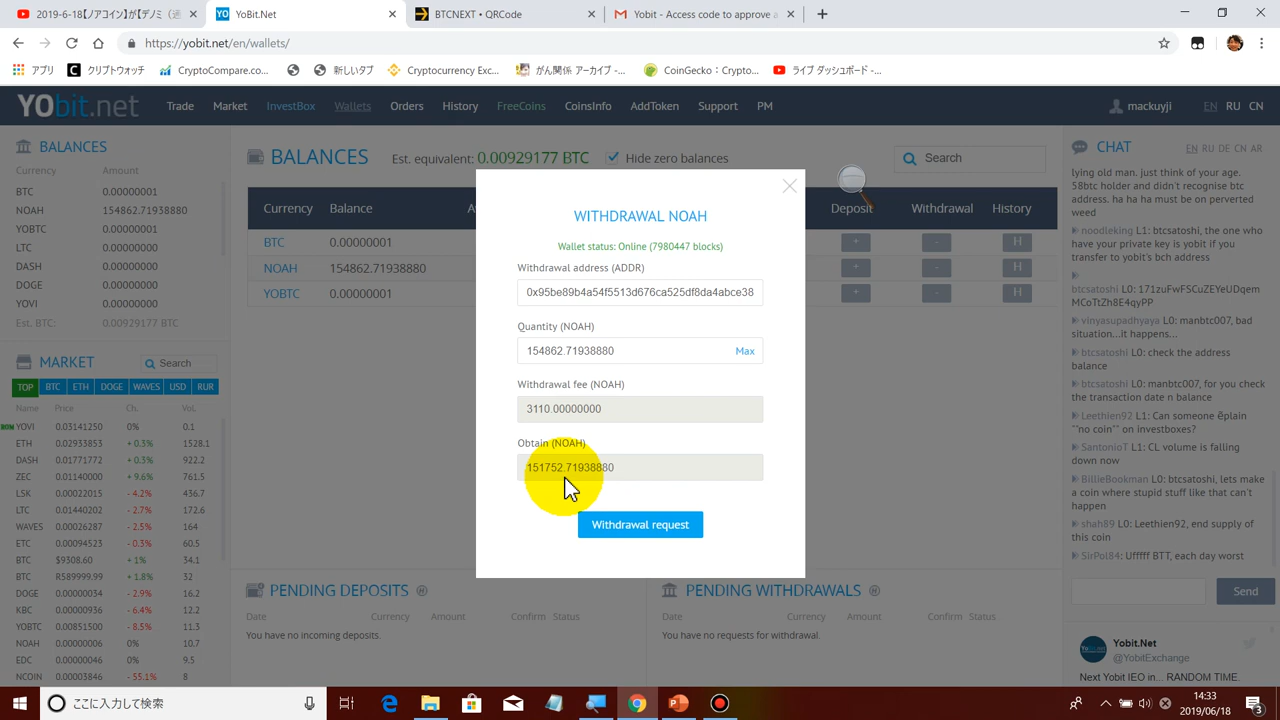 2019-6-18【ノアコイン】が【デノミ（通
YoBit.Net
BTCNEXT • QRCode
Yobit - Access code to approve a
https://yobit.net/en/wallets/
アプリ
クリプトウォッチ
CryptoCompare.co...
新しいタブ
Cryptocurrency Exc...
がん関係 アーカイブ - ...
CoinGecko：Crypto...
ライブ ダッシュボード - ...
YObit.net
Trade
Market
InvestBox
Wallets
Orders
History
FreeCoins
CoinsInfo
AddToken
Support
PM
mackuyji
EN RU CN
BALANCES
Currency Amount
BTC 0.00000001
NOAH 154862.71938880
YOBTC 0.00000001
LTC 0.00000000
DASH 0.00000000
DOGE 0.00000000
YOVI 0.00000000
Est. BTC: 0.00929177 BTC
MARKET
Search
TOP BTC ETH DOGE WAVES USD RUR
Name Price Ch. Vol.
YOVI 0.03141250 0% 0.1
ETH 0.02933853 + 0.3% 1528.1
DASH 0.01771772 + 0.3% 922.2
ZEC 0.01140000 + 9.6% 761.5
LSK 0.00022015 - 4.2% 436.7
LTC 0.01440202 - 2.7% 172.6
WAVES 0.00026287 - 2.5% 164
ETC 0.00094523 - 0.3% 60.5
BTC $9308.60 + 1% 34.1
BTC R589999.99 + 1.8% 32
DOGE 0.00000034 - 2.9% 16.2
KBC 0.00000936 - 6.4% 12.2
YOBTC 0.00851500 - 8.5% 11.3
NOAH 0.00000006 0% 10.7
EDC 0.00000046 0% 9.5
NCOIN 0.00003846 - 55.1% 8
BALANCES
Est. equivalent: 0.00929177 BTC
Hide zero balances
Search
Currency Balance A Deposit Withdrawal History
BTC 0.00000001 + - H
NOAH 154862.71938880 + - H
YOBTC 0.00000001 + - H
WITHDRAWAL NOAH
Wallet status: Online (7980447 blocks)
Withdrawal address (ADDR)
0x95be89b4a54f5513d676ca525df8da4abce38
Quantity (NOAH)
154862.71938880 Max
Withdrawal fee (NOAH)
3110.00000000
Obtain (NOAH)
151752.71938880
Withdrawal request
PENDING DEPOSITS
Date Currency Amount Confirm Status
You have no incoming deposits.
PENDING WITHDRAWALS
Date Currency Amount Confirm Status
You have no requests for withdrawal.
CHAT
EN RU DE CN AR
lying old man. just think of your age.
58btc holder and didn't recognise btc
address. ha ha ha must be on perverted
weed
noodleking L0: btcsatoshi, the one who
have your private key is yobit if you
transfer to yobit's bch address
btcsatoshi L0: 171zuFwFSCuZEYeUDqem
MCoTtZh8E4qyPP
vinyasupadhyaya L0: manbtc007, bad
situation...it happens...
btcsatoshi L0: check the address
balance
btcsatoshi L0: manbtc007, for you check
the transaction date n balance
Leethien92 L1: Can someone ệplain
""no coin"" on investboxes?
SantonioT L1: CL volume is falling
down now
BillieBookman L1: btcsatoshi, lets make
a coin where stupid stuff like that can't
happen
shah89 L0: Leethien92, end supply of
this coin
SirPol84: Ufffff BTT, each day worst
Send
Yobit.Net
@YobitExchange
Next Yobit IEO in... RANDOM TIME.
ここに入力して検索
14:33
2019/06/18
3